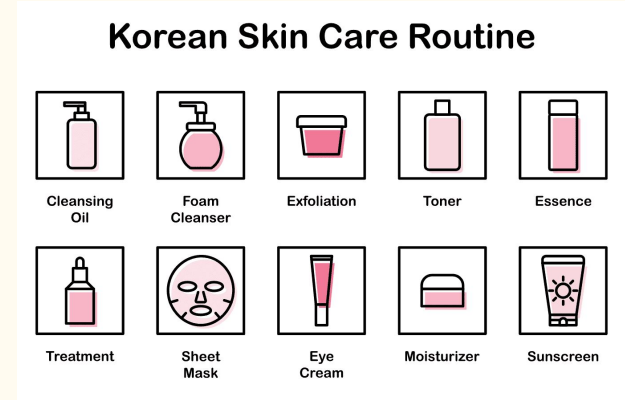 Korean Skin Care Routine
Cleansing
Oil
Foam
Cleanser
Exfoliation
Toner
Essence
Treatment
Sheet
Mask
Eye
Cream
Moisturizer
Sunscreen